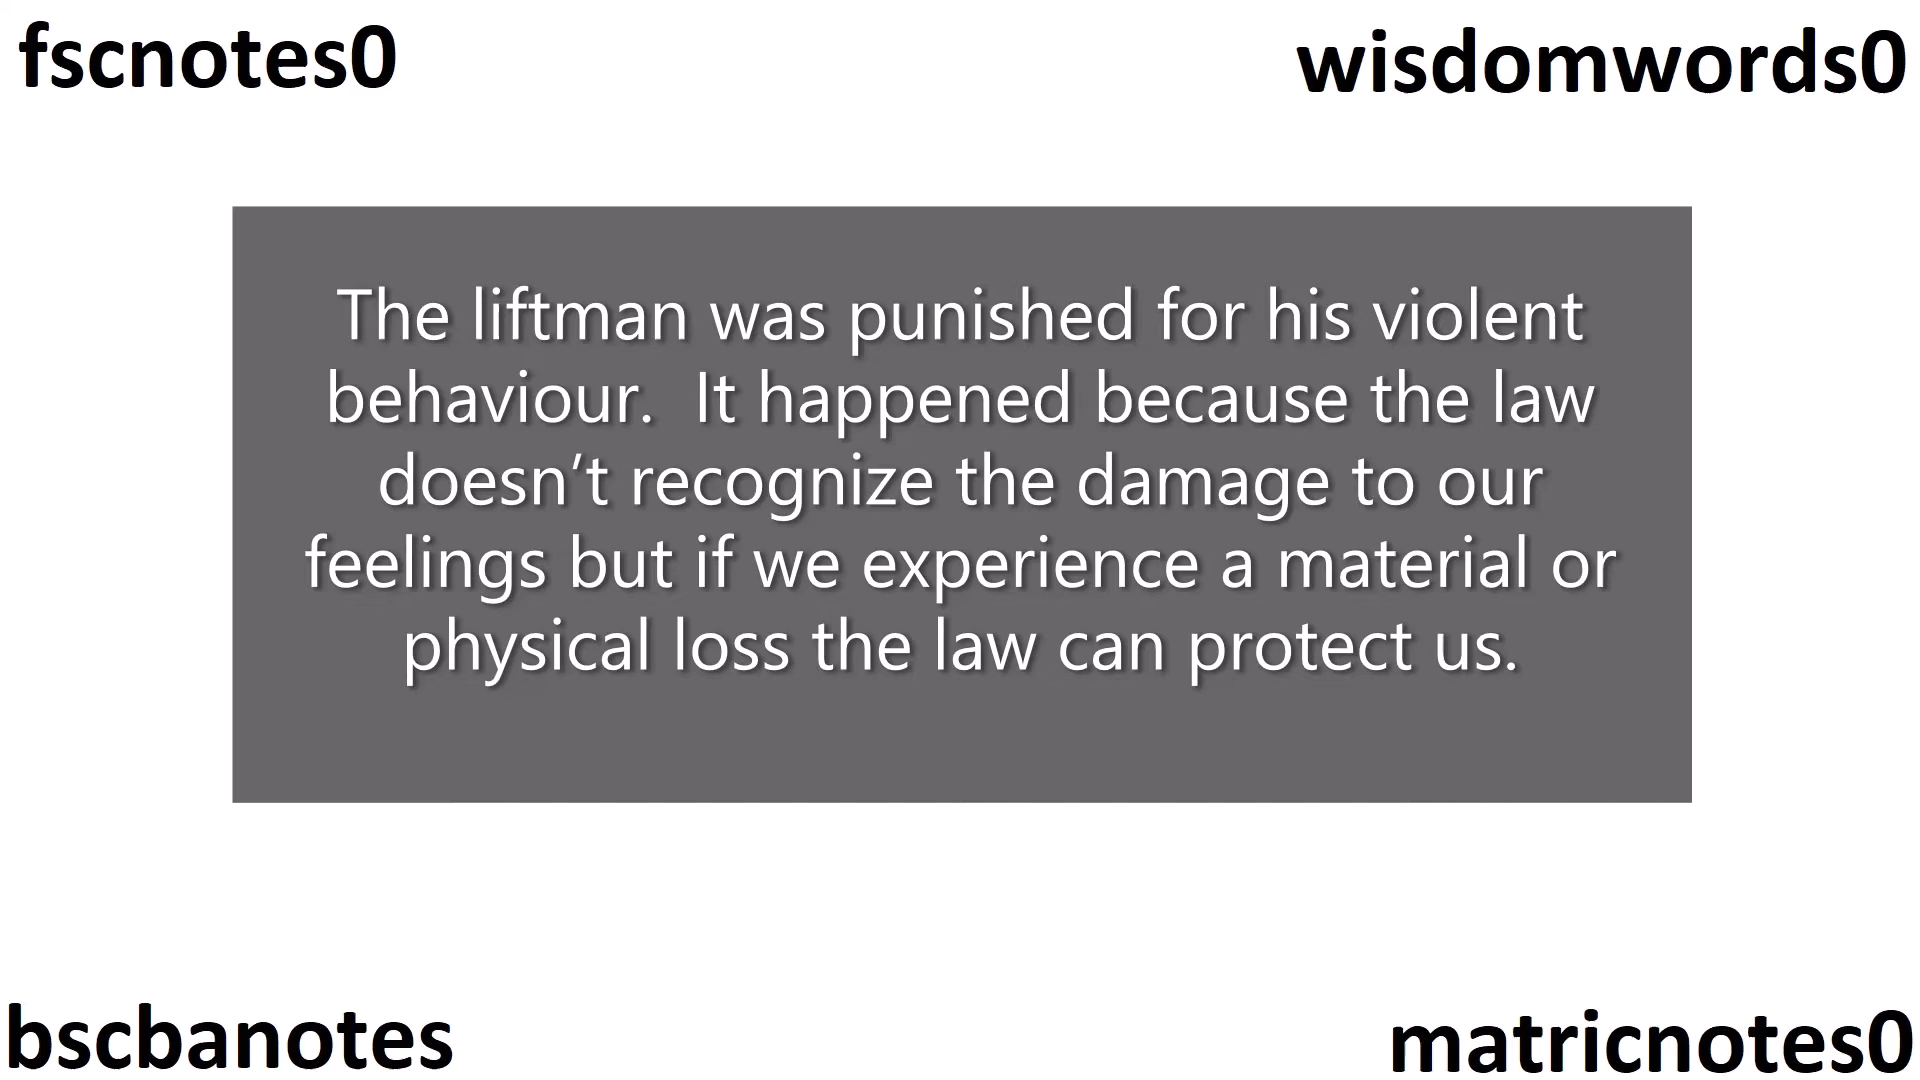 fscnotes0
wisdomwords0
The liftman was punished for his violent
behaviour.  It happened because the law
doesn’t recognize the damage to our
feelings but if we experience a material or
physical loss the law can protect us.
bscbanotes
matricnotes0